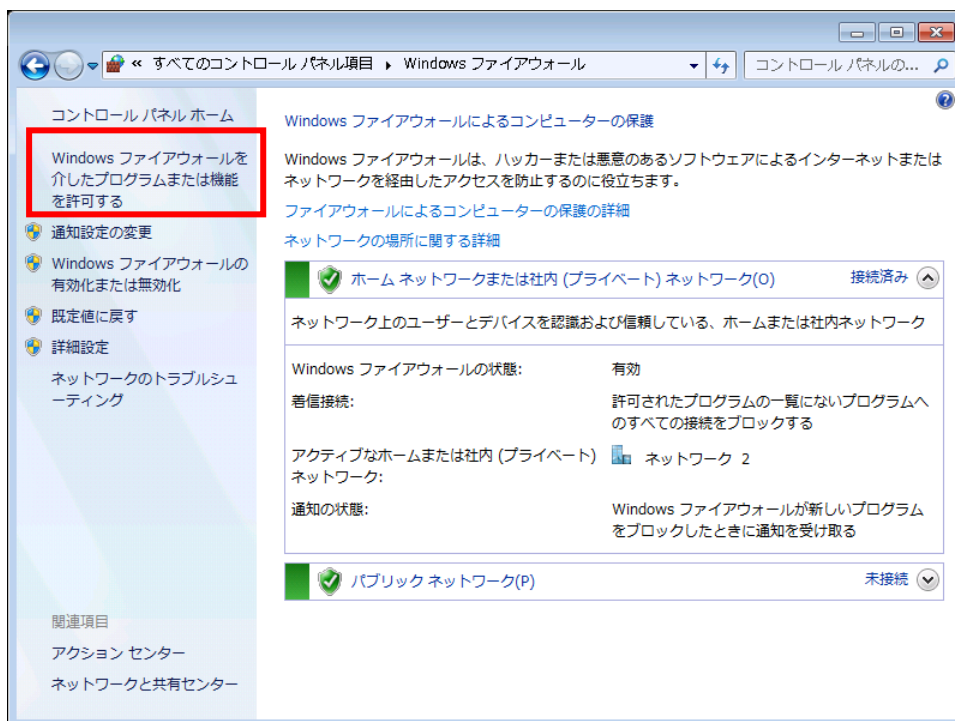 « すべてのコントロール パネル項目 ▸ Windows ファイアウォール
コントロール パネルの...
コントロール パネル ホーム
Windows ファイアウォールを
介したプログラムまたは機能
を許可する
通知設定の変更
Windows ファイアウォールの
有効化または無効化
既定値に戻す
詳細設定
ネットワークのトラブルシュ
ーティング
関連項目
アクション センター
ネットワークと共有センター
Windows ファイアウォールによるコンピューターの保護
Windows ファイアウォールは、ハッカーまたは悪意のあるソフトウェアによるインターネットまたは
ネットワークを経由したアクセスを防止するのに役立ちます。
ファイアウォールによるコンピューターの保護の詳細
ネットワークの場所に関する詳細
ホーム ネットワークまたは社内 (プライベート) ネットワーク(O) 接続済み
ネットワーク上のユーザーとデバイスを認識および信頼している、ホームまたは社内ネットワーク
Windows ファイアウォールの状態: 有効
着信接続: 許可されたプログラムの一覧にないプログラムへ
のすべての接続をブロックする
アクティブなホームまたは社内 (プライベート) ネットワーク 2
ネットワーク:
通知の状態: Windows ファイアウォールが新しいプログラム
をブロックしたときに通知を受け取る
パブリック ネットワーク(P) 未接続